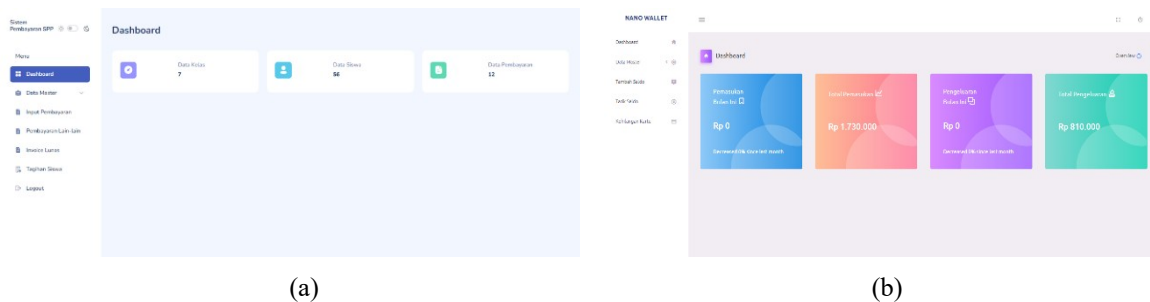 Sistem
Pembayaran SPP
Dashboard
Menu
Dashboard
Data Master
Input Pembayaran
Pembayaran Lain-lain
Invoice Lunas
Tagihan Siswa
Logout
Data Kelas
7
Data Siswa
56
Data Pembayaran
12
(a)
NANO WALLET
Dashboard
Data Master
Tambah Saldo
Tarik Saldo
Kehilangan Kartu
Dashboard
Overview
Pemasukan
Bulan Ini
Rp 0
Decreased 0% since last month
Total Pemasukan
Rp 1.730.000
Pengeluaran
Bulan Ini
Rp 0
Decreased 0% since last month
Total Pengeluaran
Rp 810.000
(b)